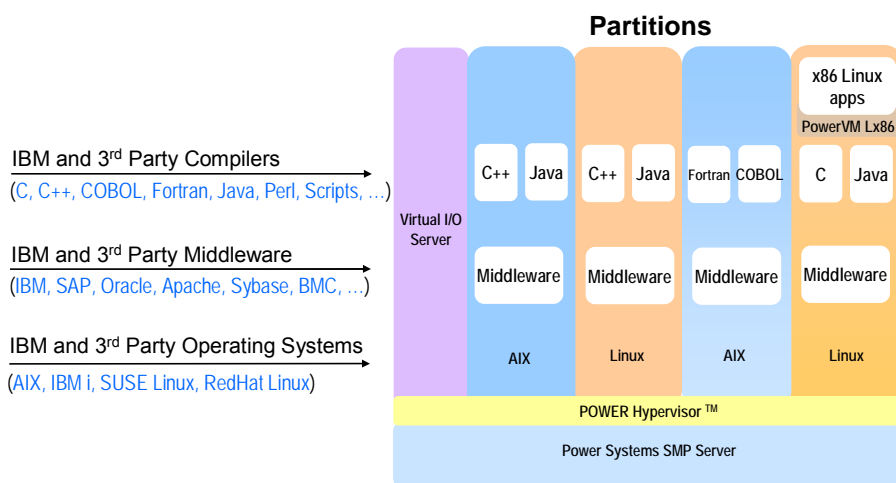 Partitions
x86 Linux
apps
PowerVM Lx86
IBM and 3rd Party Compilers
(C, C++, COBOL, Fortran, Java, Perl, Scripts, …)
C++
Java
C++
Java
Fortran
COBOL
C
Java
Virtual I/O
Server
IBM and 3rd Party Middleware
(IBM, SAP, Oracle, Apache, Sybase, BMC, …)
Middleware
Middleware
Middleware
Middleware
IBM and 3rd Party Operating Systems
(AIX, IBM i, SUSE Linux, RedHat Linux)
AIX
Linux
AIX
Linux
POWER Hypervisor ™
Power Systems SMP Server